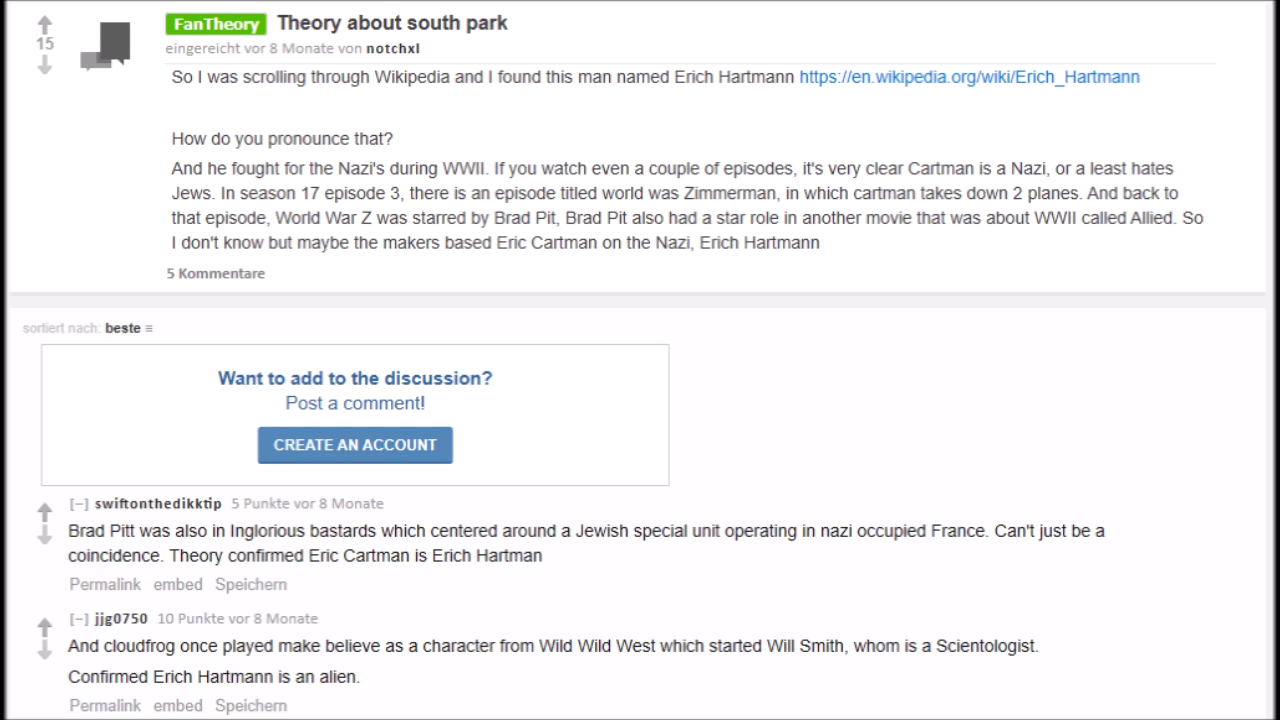 FanTheory Theory about south park
15
eingereicht vor 8 Monate von notchxl
So I was scrolling through Wikipedia and I found this man named Erich Hartmann https://en.wikipedia.org/wiki/Erich_Hartmann
How do you pronounce that?
And he fought for the Nazi's during WWII. If you watch even a couple of episodes, it's very clear Cartman is a Nazi, or a least hates
Jews. In season 17 episode 3, there is an episode titled world was Zimmerman, in which cartman takes down 2 planes. And back to
that episode, World War Z was starred by Brad Pit, Brad Pit also had a star role in another movie that was about WWII called Allied. So
I don't know but maybe the makers based Eric Cartman on the Nazi, Erich Hartmann
5 Kommentare
sortiert nach: beste ≡
Want to add to the discussion?
Post a comment!
CREATE AN ACCOUNT
[–] swiftonthedikktip 5 Punkte vor 8 Monate
Brad Pitt was also in Inglorious bastards which centered around a Jewish special unit operating in nazi occupied France. Can't just be a
coincidence. Theory confirmed Eric Cartman is Erich Hartman
Permalink embed Speichern
[–] jjg0750 10 Punkte vor 8 Monate
And cloudfrog once played make believe as a character from Wild Wild West which started Will Smith, whom is a Scientologist.
Confirmed Erich Hartmann is an alien.
Permalink embed Speichern